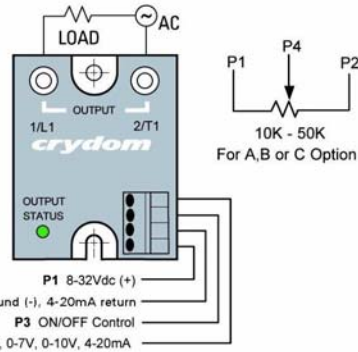 LOAD
AC
1/L1
OUTPUT
2/T1
crydom
OUTPUT
STATUS
P1 8-32Vdc (+)
ound (-), 4-20mA return
P3 ON/OFF Control
, 0-7V, 0-10V, 4-20mA
P1
P4
P2
10K - 50K
For A,B or C Option